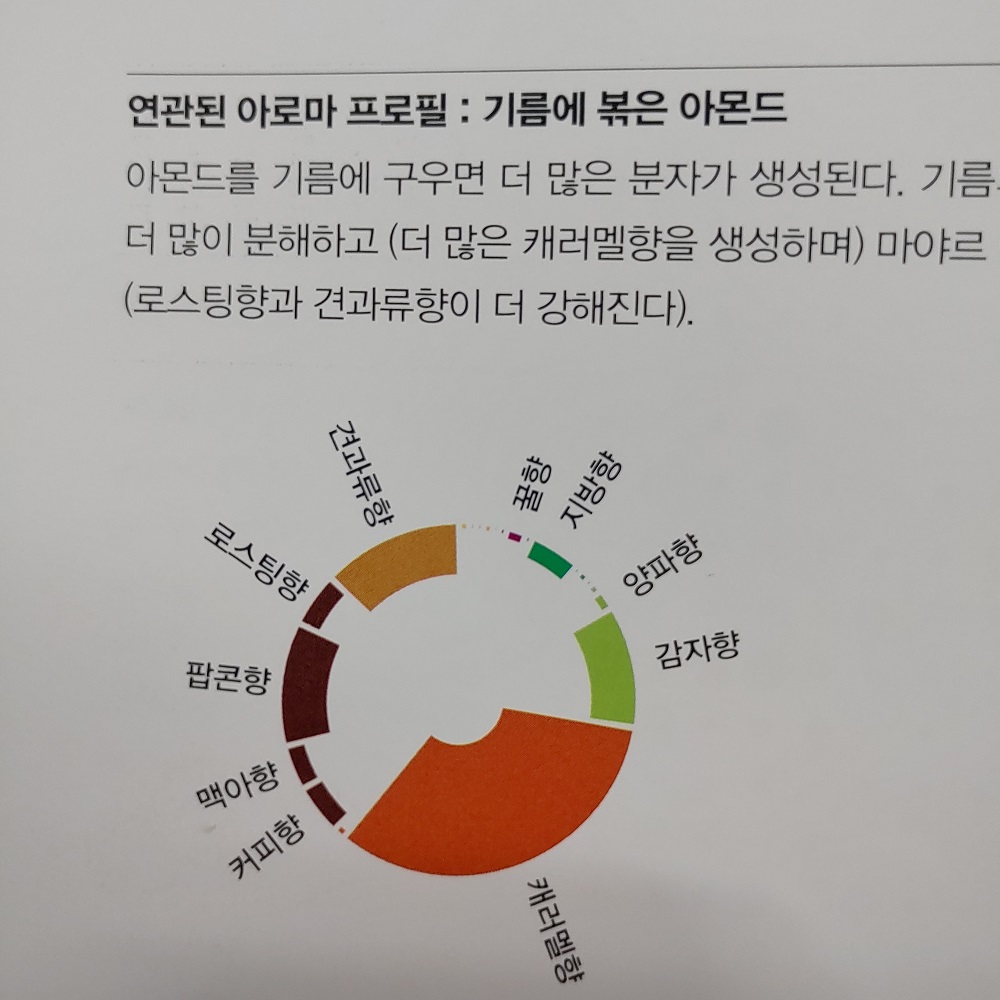 연관된 아로마 프로필 : 기름에 볶은 아몬드
아몬드를 기름에 구우면 더 많은 분자가 생성된다. 기름
더 많이 분해하고 (더 많은 캐러멜향을 생성하며) 마야르
(로스팅향과 견과류향이 더 강해진다).
견과류향
꿀향
지방향
로스팅향
양파향
감자향
팝콘향
맥아향
커피향
캐러멜향